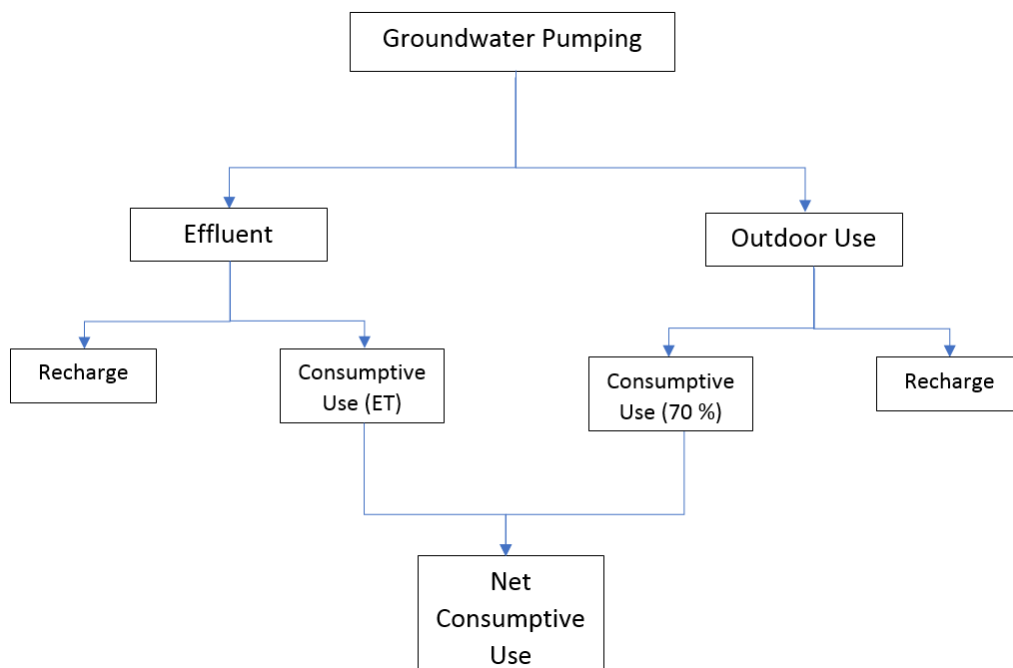 Groundwater Pumping
Effluent
Outdoor Use
Recharge
Consumptive
Use (ET)
Consumptive
Use (70 %)
Recharge
Net
Consumptive
Use